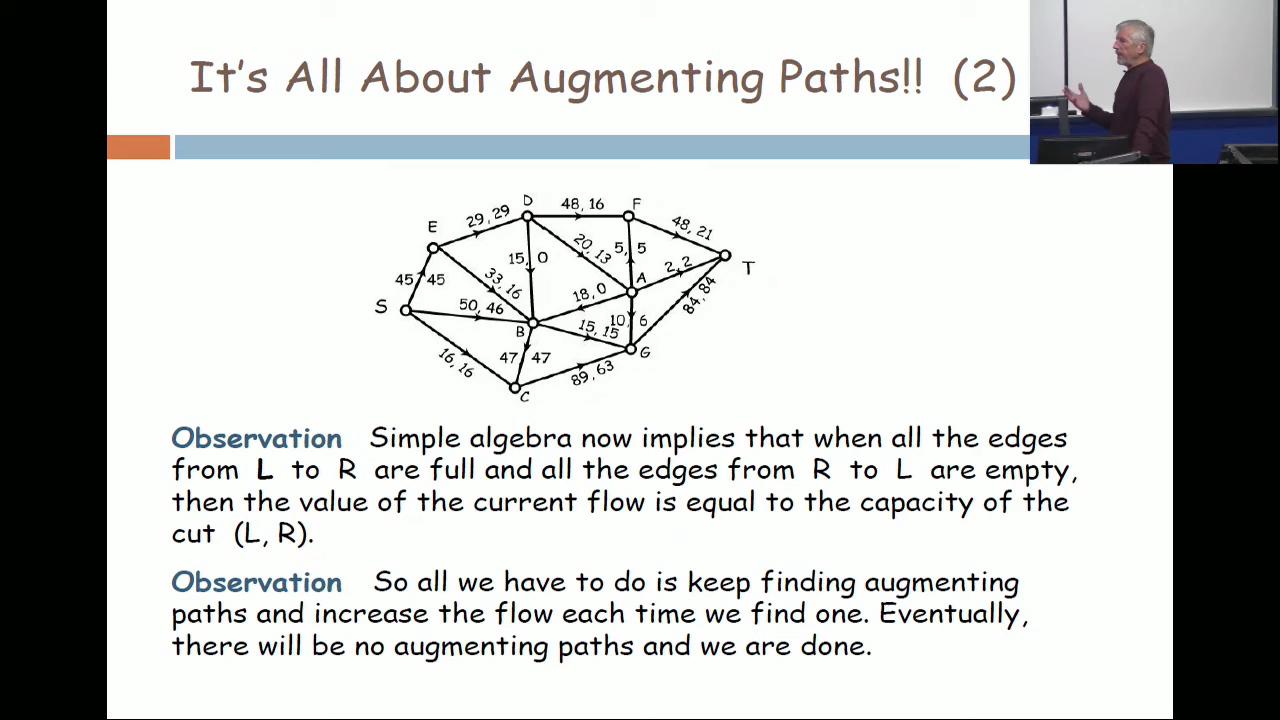 It's All About Augmenting Paths!! (2)
D
48, 16
F
29, 29
48, 21
E
20, 13
5, 5
15, 0
2, 2
T
A
45, 45
33, 16
18, 0
84, 84
S
50, 46
10, 6
B
15, 15
G
16, 16
47, 47
89, 63
C
Observation Simple algebra now implies that when all the edges
from L to R are full and all the edges from R to L are empty,
then the value of the current flow is equal to the capacity of the
cut (L, R).
Observation So all we have to do is keep finding augmenting
paths and increase the flow each time we find one. Eventually,
there will be no augmenting paths and we are done.